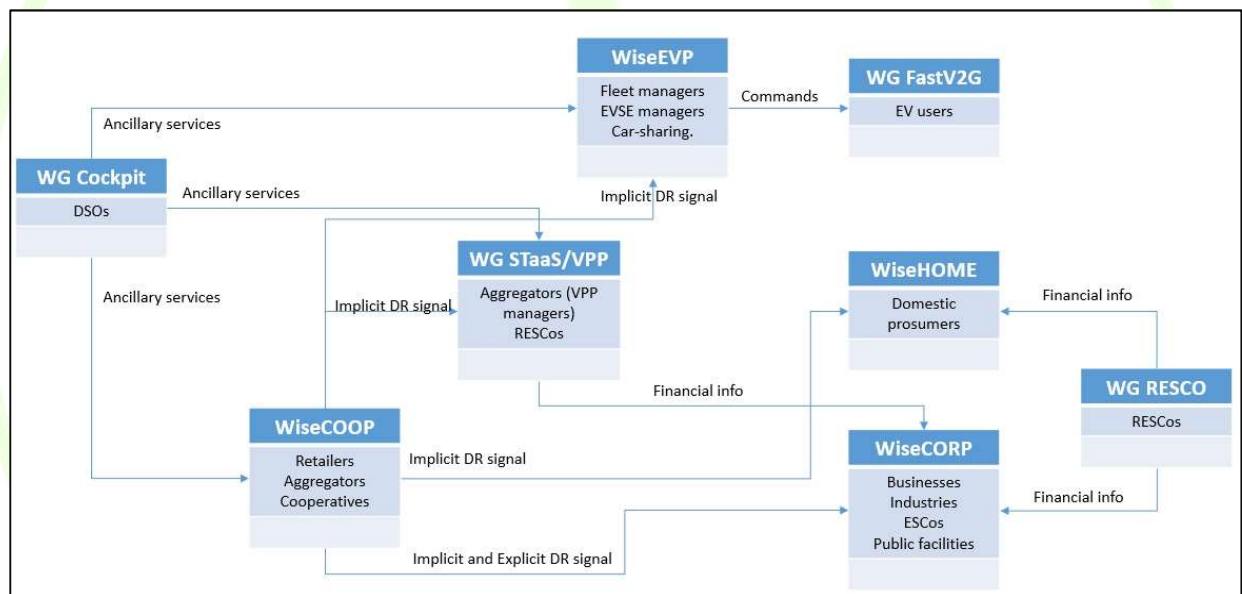 WiseEVP
Fleet managers
EVSE managers
Car-sharing.
WG FastV2G
EV users
Commands
Ancillary services
WG Cockpit
DSOs
Ancillary services
Implicit DR signal
WG STaaS/VPP
Aggregators (VPP
managers)
RESCos
WiseHOME
Domestic
prosumers
Ancillary services
Implicit DR signal
Financial info
Financial info
WG RESCO
RESCos
WiseCOOP
Retailers
Aggregators
Cooperatives
Implicit DR signal
WiseCORP
Businesses
Industries
ESCos
Public facilities
Financial info
Implicit and Explicit DR signal